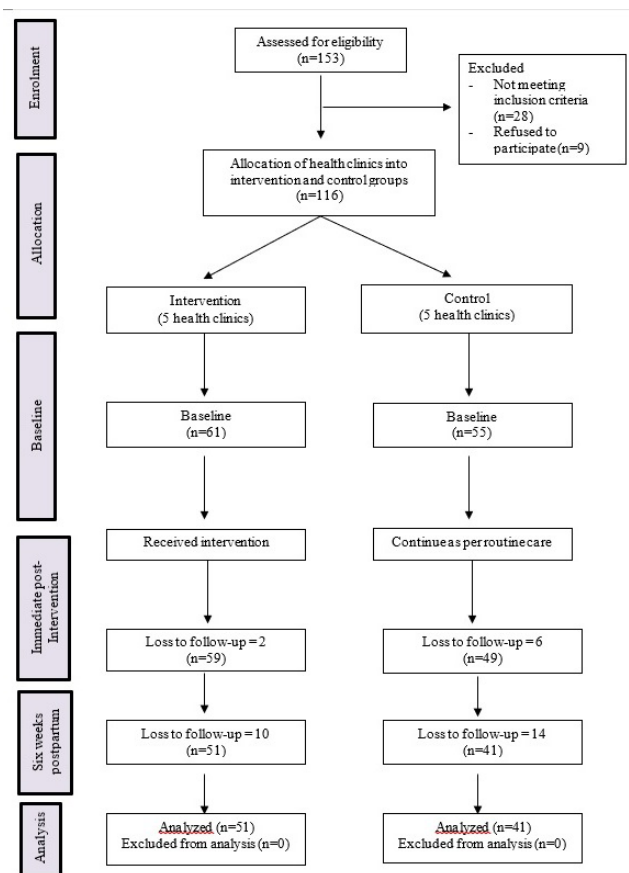 Enrolment
Assessed for eligibility
(n=153)
Excluded
- Not meeting
inclusion criteria
(n=28)
- Refused to
participate (n=9)
Allocation
Allocation of health clinics into
intervention and control groups
(n=116)
Intervention
(5 health clinics)
Control
(5 health clinics)
Baseline
Baseline
(n=61)
Baseline
(n=55)
Received intervention
Continue as per routine care
Immediate post-
Intervention
Loss to follow-up = 2
(n=59)
Loss to follow-up = 6
(n=49)
Six weeks
postpartum
Loss to follow-up = 10
(n=51)
Loss to follow-up = 14
(n=41)
Analysis
Analyzed (n=51)
Excluded from analysis (n=0)
Analyzed (n=41)
Excluded from analysis (n=0)